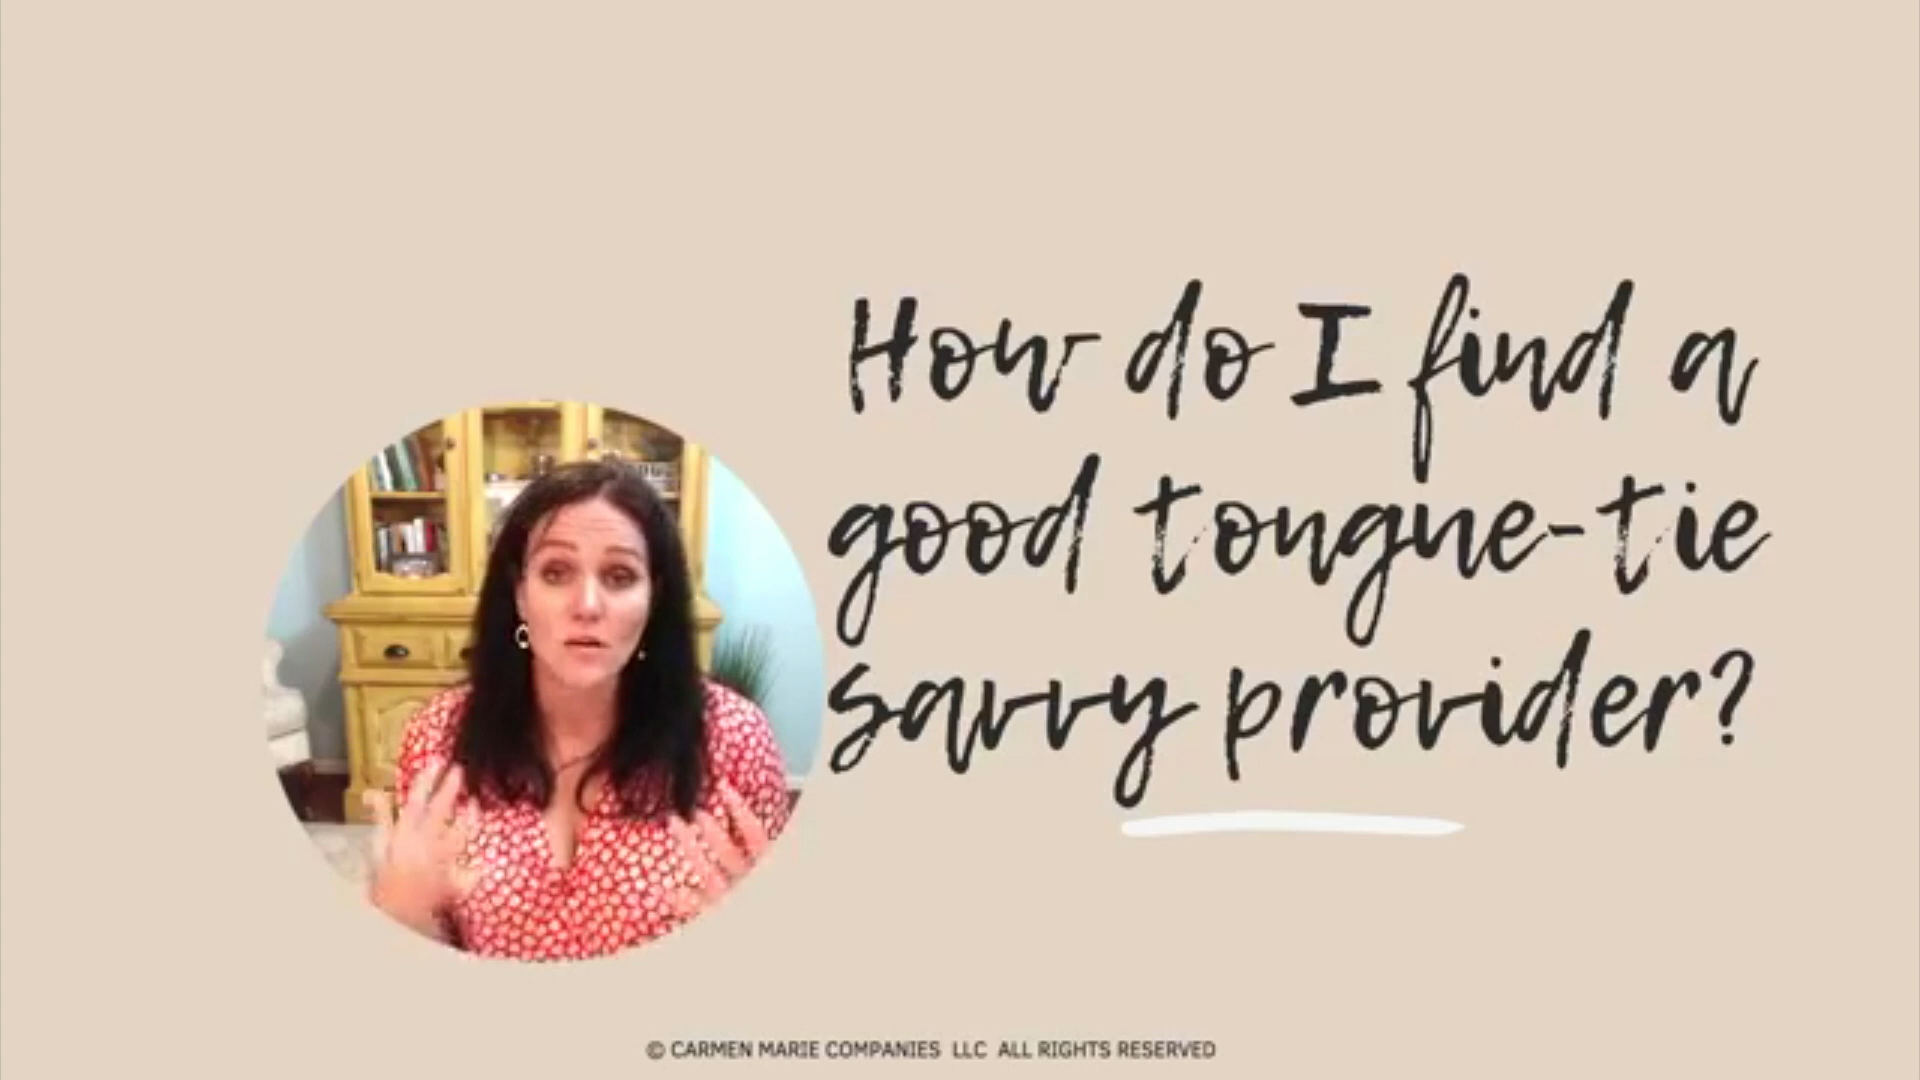 How do I find a
good tongue-tie
savvy provider?
© CARMEN MARIE COMPANIES LLC ALL RIGHTS RESERVED